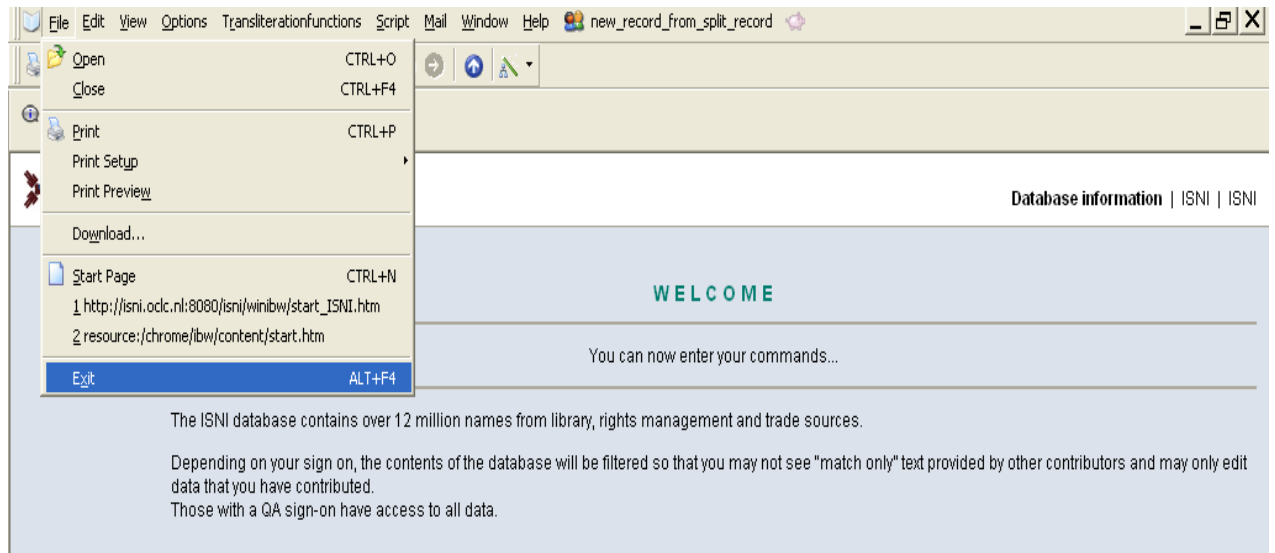 File Edit View Options Transliterationfunctions Script Mail Window Help new_record_from_split_record
Open CTRL+O
Close CTRL+F4
Print CTRL+P
Print Setup
Print Preview
Download...
Start Page CTRL+N
1 http://isni.oclc.nl:8080/isni/winibw/start_ISNI.htm
2 resource:/chrome/ibw/content/start.htm
Exit ALT+F4
Database information | ISNI | ISNI
WELCOME
You can now enter your commands...
The ISNI database contains over 12 million names from library, rights management and trade sources.
Depending on your sign on, the contents of the database will be filtered so that you may not see "match only" text provided by other contributors and may only edit
data that you have contributed.
Those with a QA sign-on have access to all data.